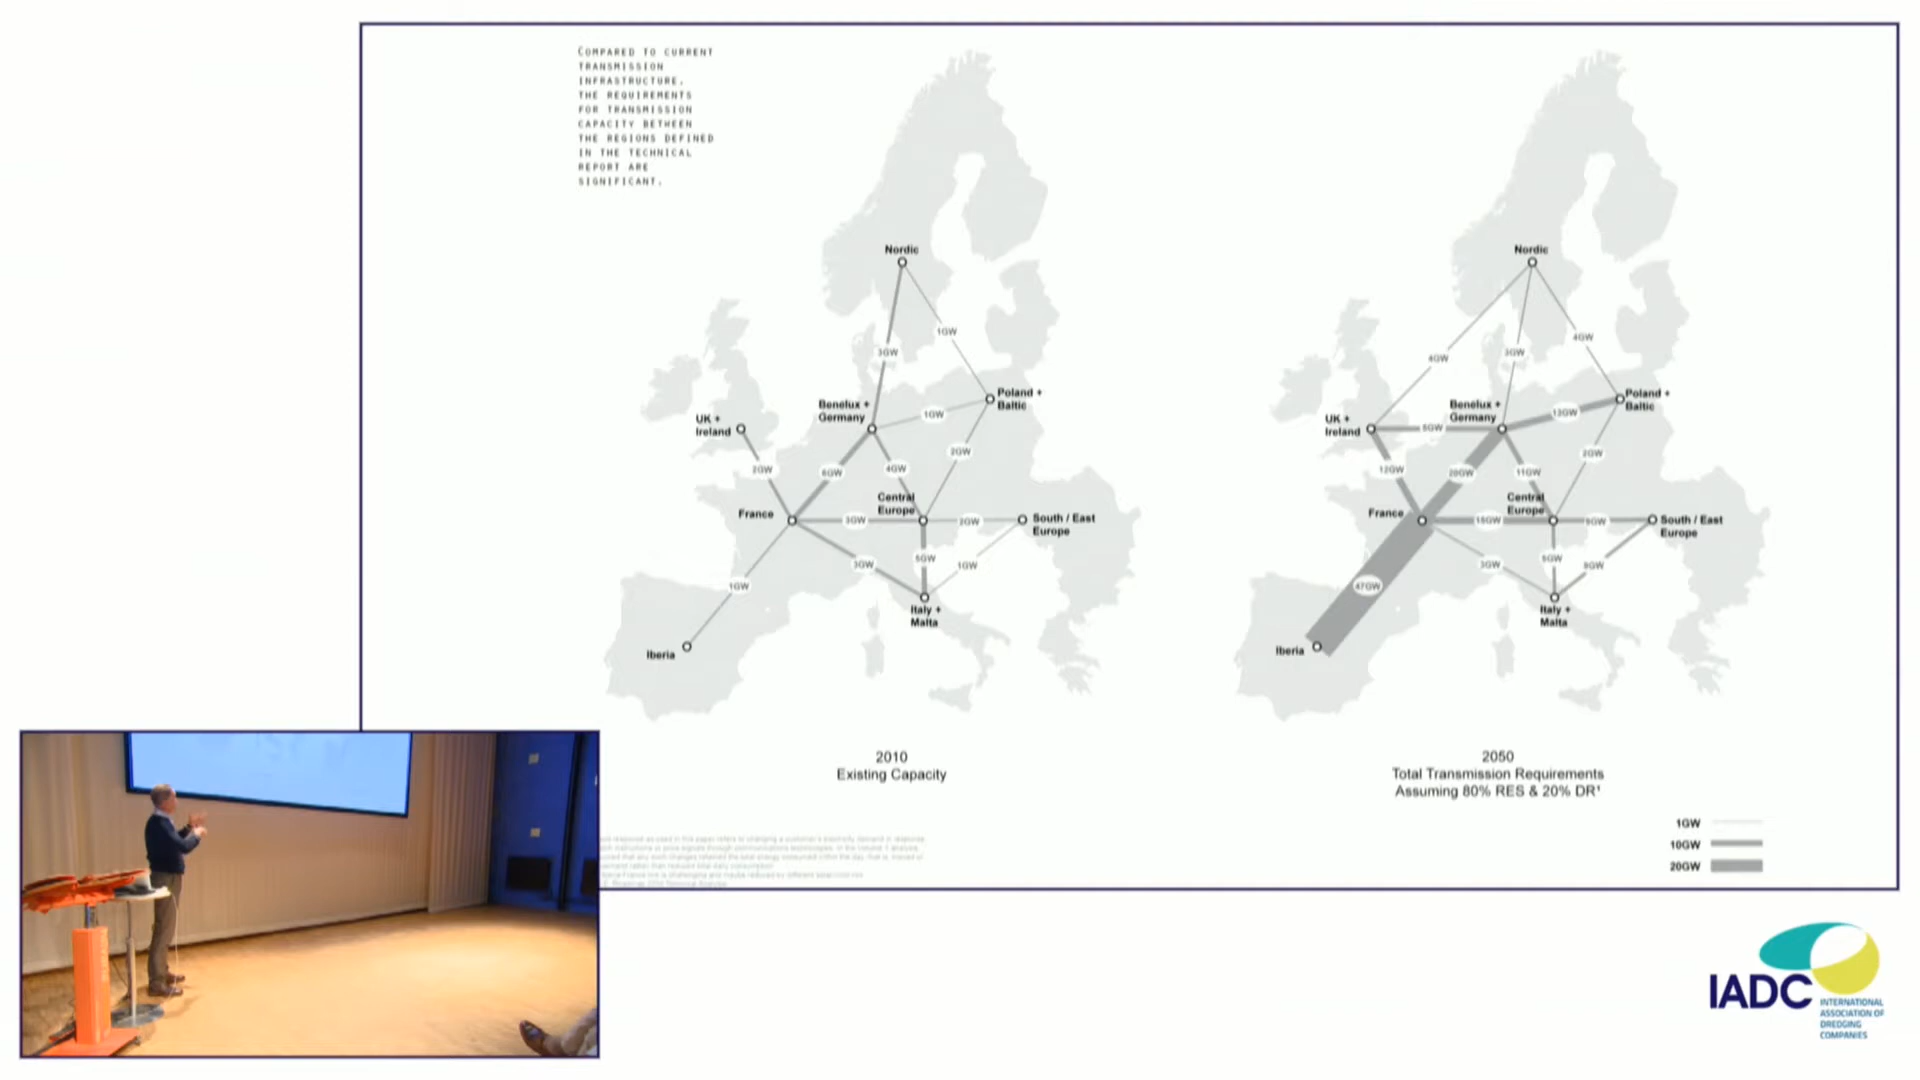 COMPARED TO CURRENT
TRANSMISSION
INFRASTRUCTURE,
THE REQUIREMENTS
FOR TRANSMISSION
CAPACITY BETWEEN
THE REGIONS DEFINED
IN THE TECHNICAL
REPORT ARE
SIGNIFICANT.
Nordic
1GW
3GW
Poland +
Baltic
Benelux +
Germany
1GW
UK +
Ireland
2GW
2GW
6GW
4GW
Central
Europe
France
3GW
South / East
Europe
3GW
5GW
1GW
1GW
Italy +
Malta
Iberia
2010
Existing Capacity
Nordic
4GW
3GW
4GW
Poland +
Baltic
Benelux +
Germany
UK +
Ireland
5GW
2GW
12GW
20GW
11GW
Central
Europe
France
15GW
South / East
Europe
3GW
5GW
47GW
Italy +
Malta
Iberia
2050
Total Transmission Requirements
Assuming 80% RES & 20% DR¹
1GW
10GW
20GW
IADC
INTERNATIONAL
ASSOCIATION OF
DREDGING
COMPANIES